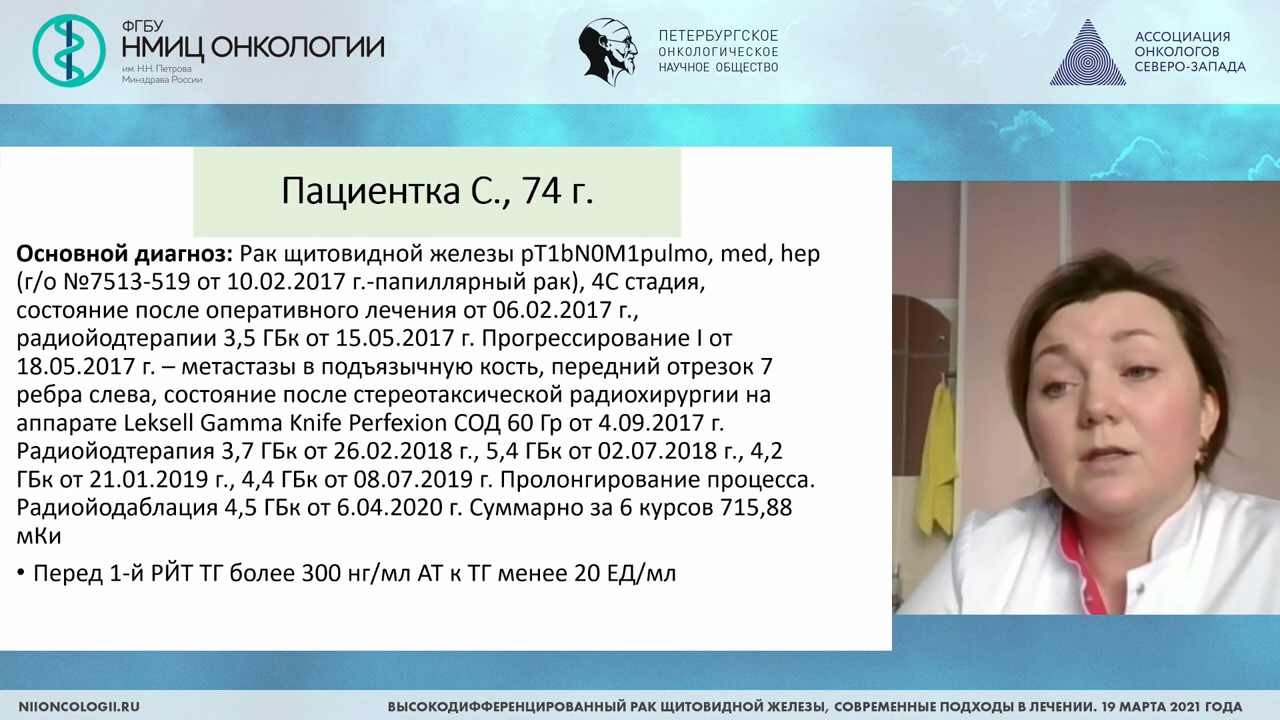 ФГБУ
НМИЦ ОНКОЛОГИИ
им. Н.Н. Петрова
Минздрава России
ПЕТЕРБУРГСКОЕ
ОНКОЛОГИЧЕСКОЕ
НАУЧНОЕ ОБЩЕСТВО
АССОЦИАЦИЯ
ОНКОЛОГОВ
СЕВЕРО-ЗАПАДА
Пациентка С., 74 г.
Основной диагноз: Рак щитовидной железы pT1bN0M1pulmo, med, hep
(г/о №7513-519 от 10.02.2017 г.-папиллярный рак), 4С стадия,
состояние после оперативного лечения от 06.02.2017 г.,
радиойодтерапии 3,5 ГБк от 15.05.2017 г. Прогрессирование I от
18.05.2017 г. – метастазы в подъязычную кость, передний отрезок 7
ребра слева, состояние после стереотаксической радиохирургии на
аппарате Leksell Gamma Knife Perfexion СОД 60 Гр от 4.09.2017 г.
Радиойодтерапия 3,7 ГБк от 26.02.2018 г., 5,4 ГБк от 02.07.2018 г., 4,2
ГБк от 21.01.2019 г., 4,4 ГБк от 08.07.2019 г. Пролонгирование процесса.
Радиойодаблация 4,5 ГБк от 6.04.2020 г. Суммарно за 6 курсов 715,88
мКи
• Перед 1-й РЙТ ТГ более 300 нг/мл АТ к ТГ менее 20 ЕД/мл
NIIONCOLOGII.RU
ВЫСОКОДИФФЕРЕНЦИРОВАННЫЙ РАК ЩИТОВИДНОЙ ЖЕЛЕЗЫ, СОВРЕМЕННЫЕ ПОДХОДЫ В ЛЕЧЕНИИ. 19 МАРТА 2021 ГОДА